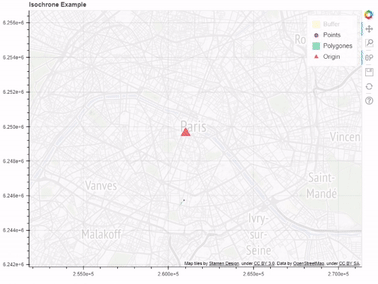 Isochrone Example
6.256e+6
Buffer
Points
Polygones
Origin
6.254e+6
6.252e+6
6.250e+6
Paris
Vincen
6.248e+6
Vanves
Saint-
Mandé
6.246e+6
Ivry-
sur-
Seine
6.244e+6
Malakoff
6.242e+6
Map tiles by Stamen Design, under CC BY 3.0. Data by OpenStreetMap, under CC BY SA.
2.550e+5
2.600e+5
2.650e+5
2.700e+5